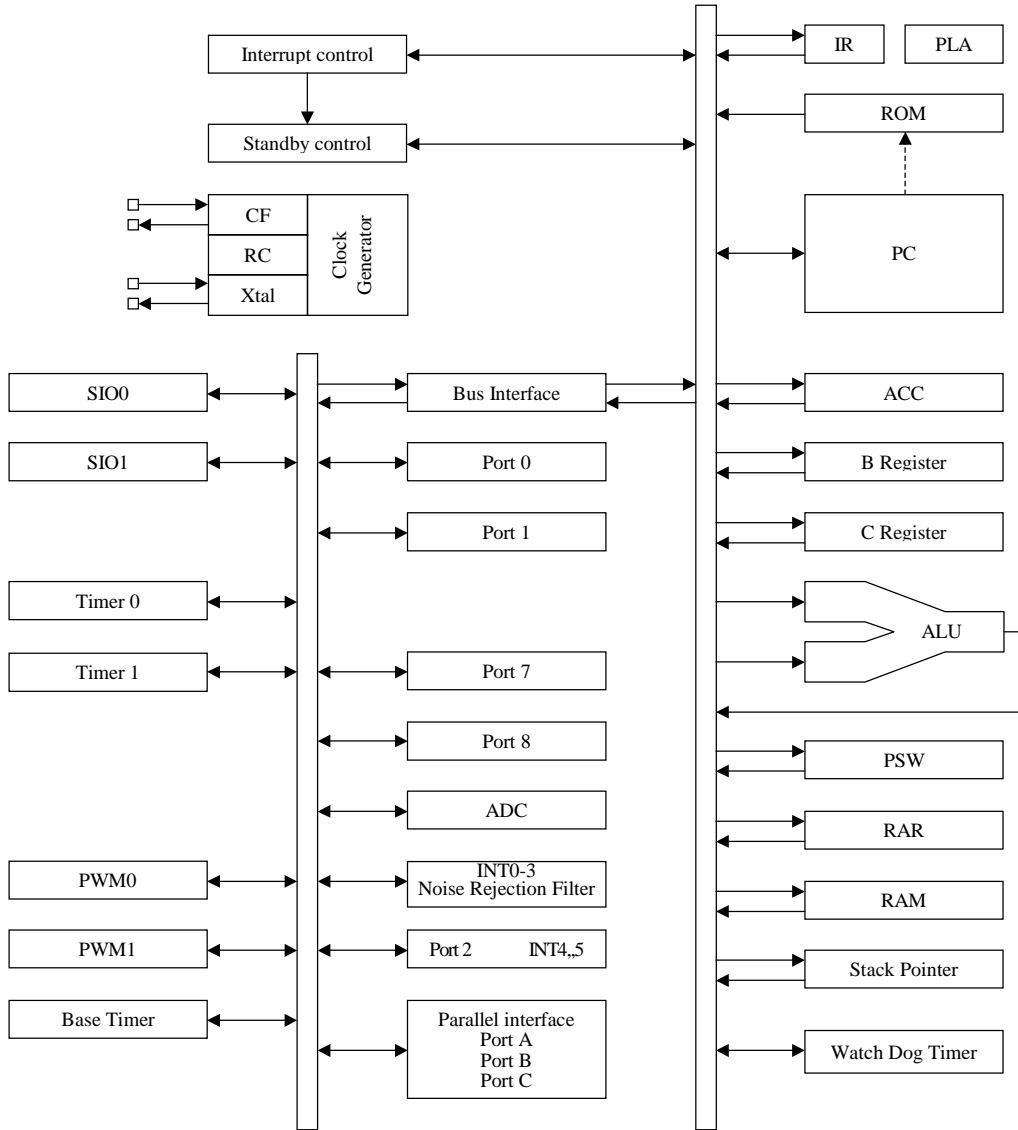 Interrupt control
IR
PLA
ROM
Standby control
CF
RC
Xtal
Clock
Generator
PC
SIO0
Bus Interface
ACC
SIO1
Port 0
B Register
Port 1
C Register
Timer 0
ALU
Timer 1
Port 7
Port 8
PSW
ADC
RAR
PWM0
INT0-3
Noise Rejection Filter
RAM
PWM1
Port 2 INT4,,5
Stack Pointer
Base Timer
Parallel interface
Port A
Port B
Port C
Watch Dog Timer